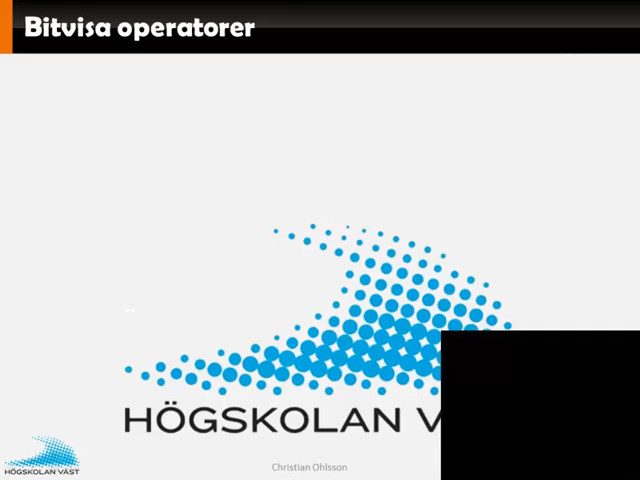 Bitvisa operatorer
HÖGSKOLAN V
HÖGSKOLAN VÄST
Christian Ohlsson